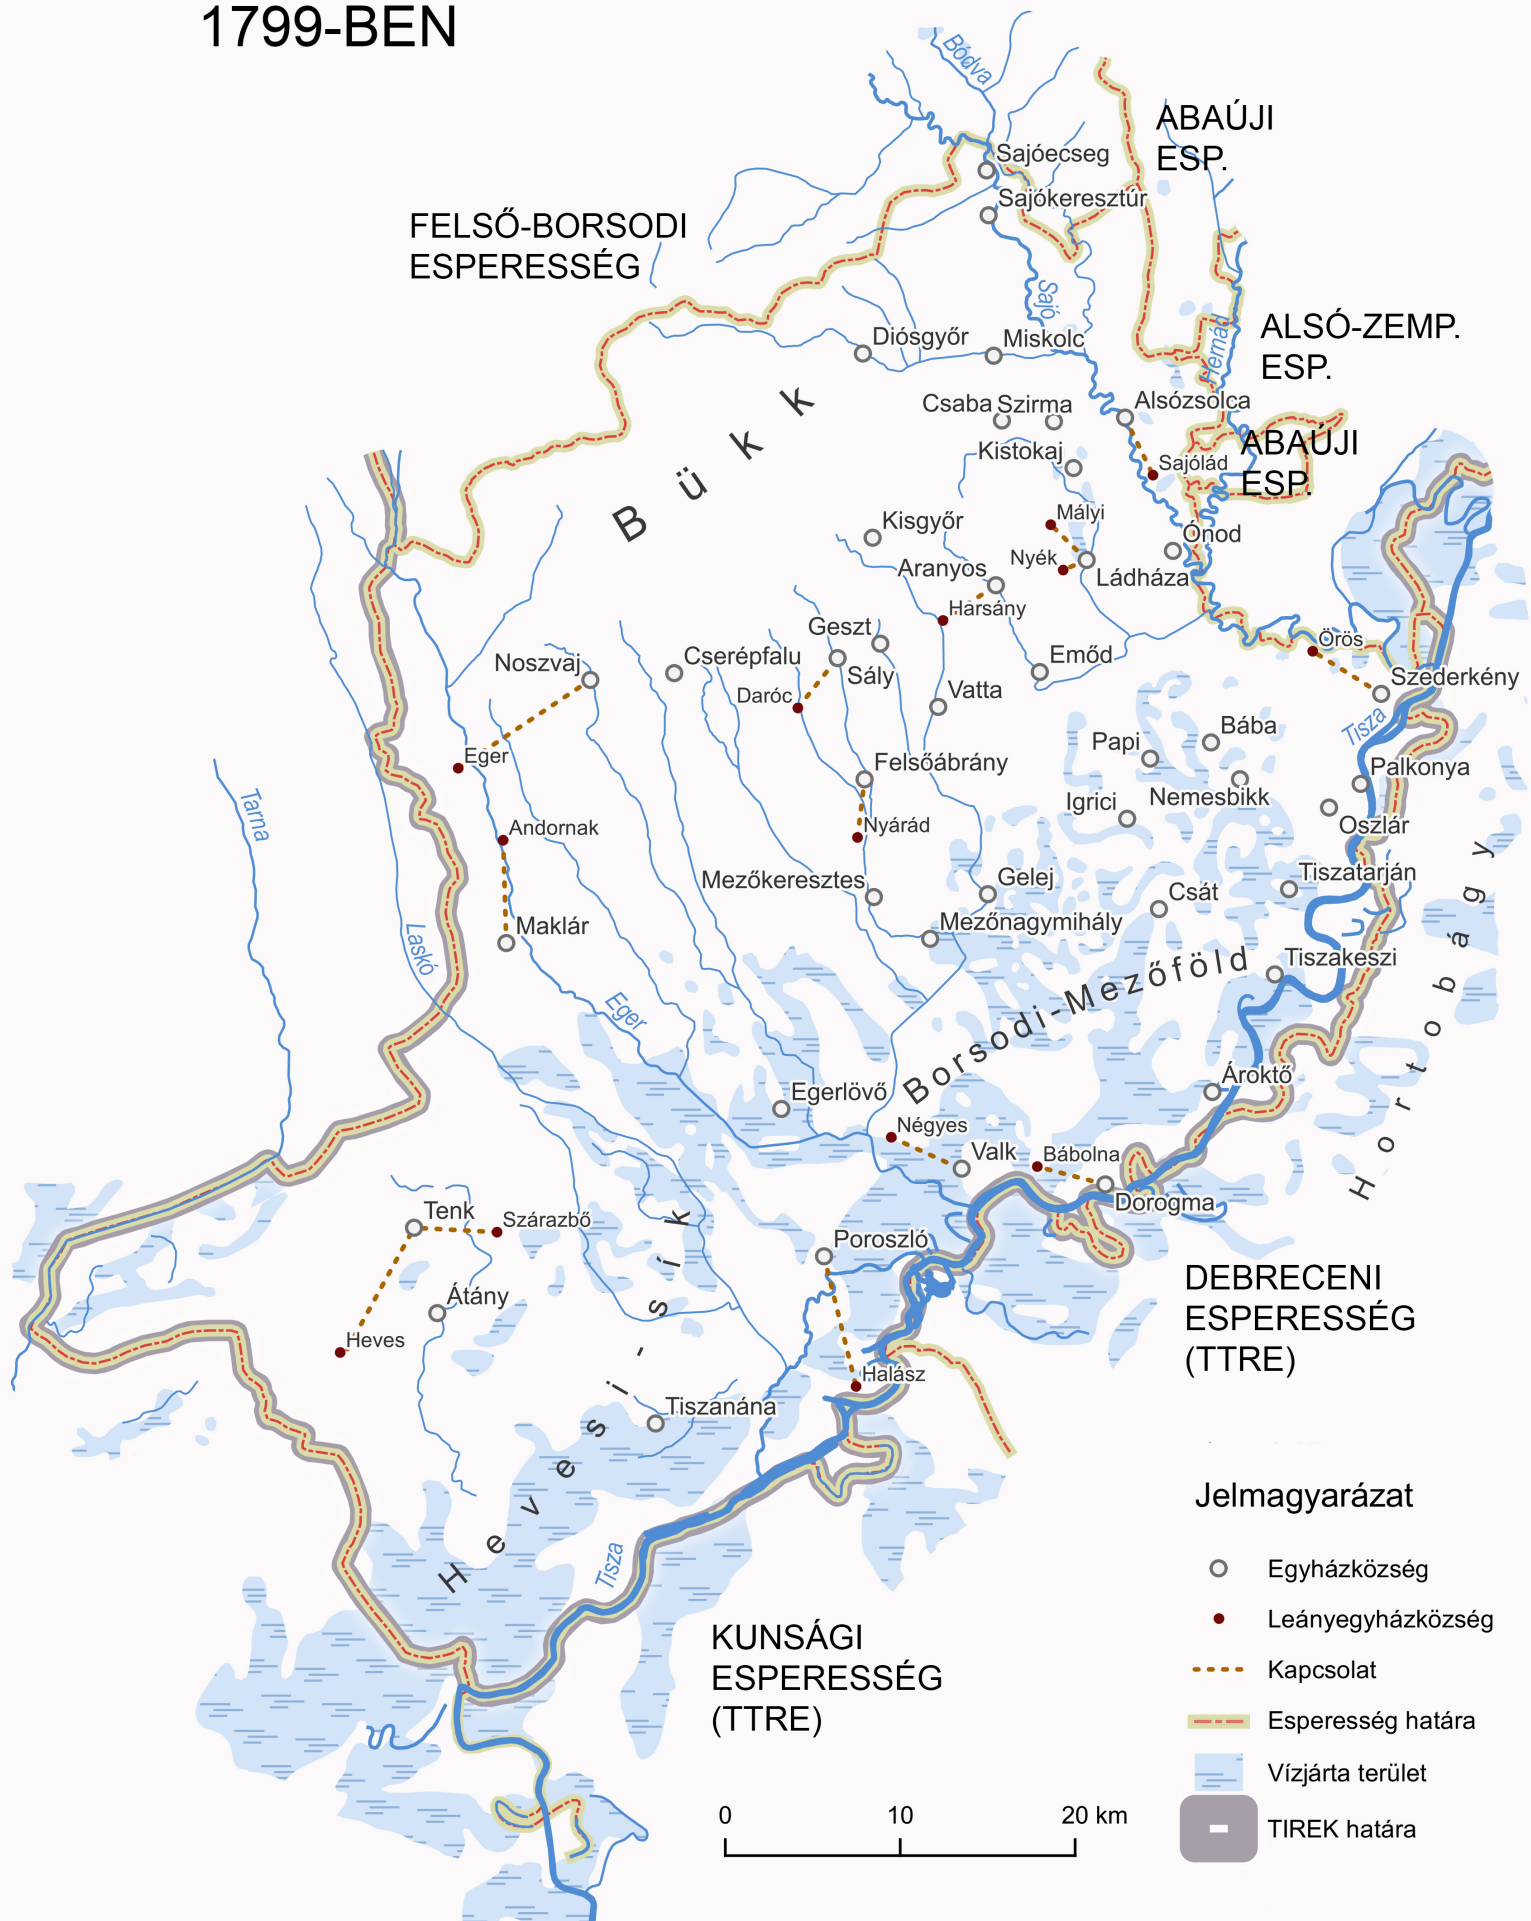 1799-BEN
Bódva
ABAÚJI
ESP.
Sajóecseg
Sajókeresztúr
FELSŐ-BORSODI
ESPERESSÉG
Sajó
Hernád
ALSÓ-ZEMP.
ESP.
Diósgyőr
Miskolc
Bükk
Csaba
Szirma
Alsózsolca
Kistokaj
Sajólád
ABAÚJI
ESP.
Mályi
Kisgyőr
Ónod
Nyék
Aranyos
Ládháza
Hársány
Geszt
Örös
Noszvaj
Cserépfalu
Sály
Emőd
Szederkény
Daróc
Vatta
Tisza
Bába
Papi
Eger
Felsőábrány
Palkonya
Igrici
Nemesbikk
Tarna
Andornak
Nyárád
Oszlár
Mezőkeresztes
Gelej
Tiszatarján
Csát
Maklár
Mezőnagymihály
Laskó
Tiszakeszi
Borsodi-Mezőföld
Hortobágy
Eger
Ároktő
Egerlövő
Négyes
Valk
Bábolna
Dorogma
Tenk
Szárazbő
Poroszló
Átány
Heves
Halász
Hevesi-sík
Tiszanána
DEBRECENI
ESPERESSÉG
(TTRE)
Tisza
KUNSÁGI
ESPERESSÉG
(TTRE)
Jelmagyarázat
Egyházközség
Leányegyházközség
Kapcsolat
Esperesség határa
Vízjárta terület
TIREK határa
0 10 20 km